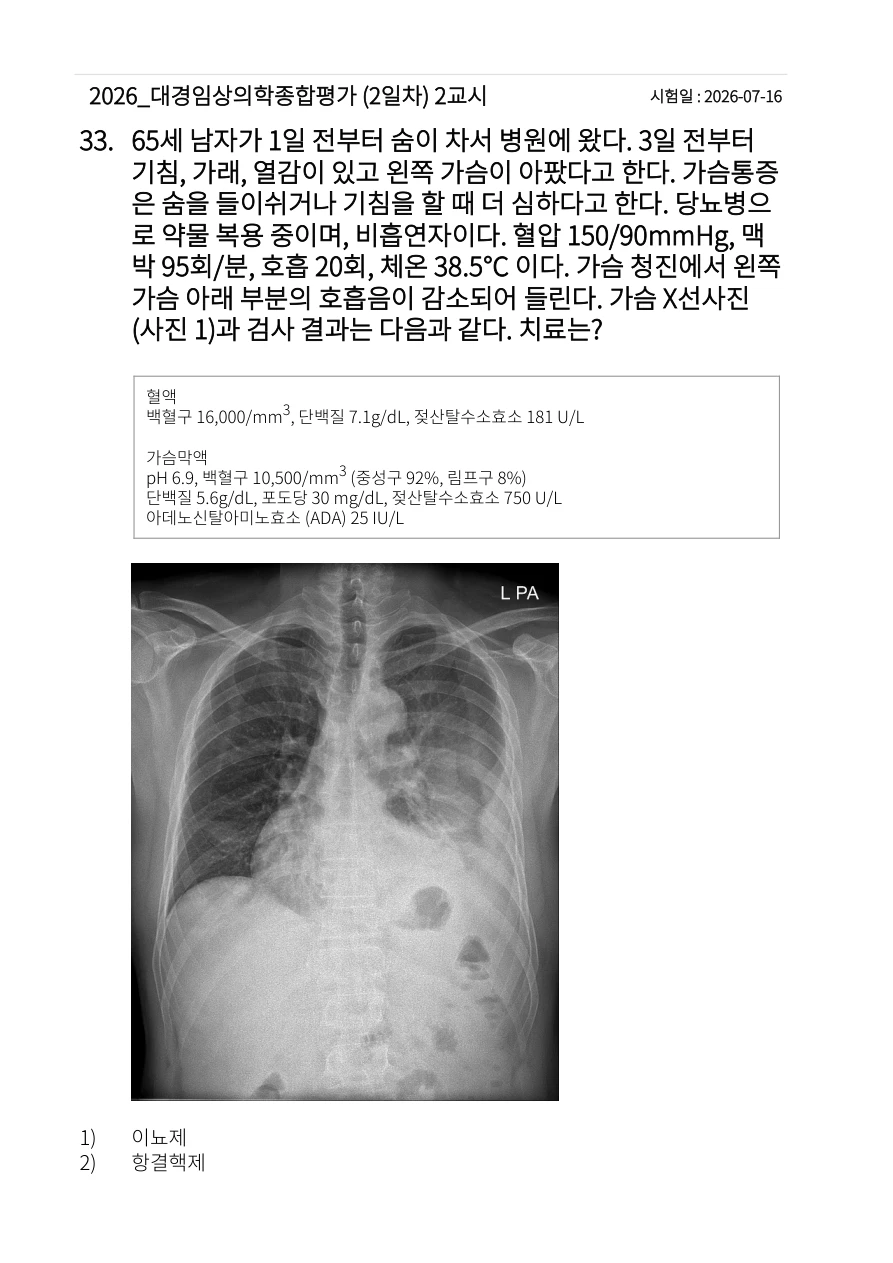 2026_대경임상의학종합평가 (2일차) 2교시
시험일 : 2026-07-16
33. 65세 남자가 1일 전부터 숨이 차서 병원에 왔다. 3일 전부터
기침, 가래, 열감이 있고 왼쪽 가슴이 아팠다고 한다. 가슴통증
은 숨을 들이쉬거나 기침을 할 때 더 심하다고 한다. 당뇨병으
로 약물 복용 중이며, 비흡연자이다. 혈압 150/90mmHg, 맥
박 95회/분, 호흡 20회, 체온 38.5℃ 이다. 가슴 청진에서 왼쪽
가슴 아래 부분의 호흡음이 감소되어 들린다. 가슴 X선사진
(사진 1)과 검사 결과는 다음과 같다. 치료는?
혈액
백혈구 16,000/mm3, 단백질 7.1g/dL, 젖산탈수소효소 181 U/L
가슴막액
pH 6.9, 백혈구 10,500/mm3 (중성구 92%, 림프구 8%)
단백질 5.6g/dL, 포도당 30 mg/dL, 젖산탈수소효소 750 U/L
아데노신탈아미노효소 (ADA) 25 IU/L
L PA
1) 이뇨제
2) 항결핵제